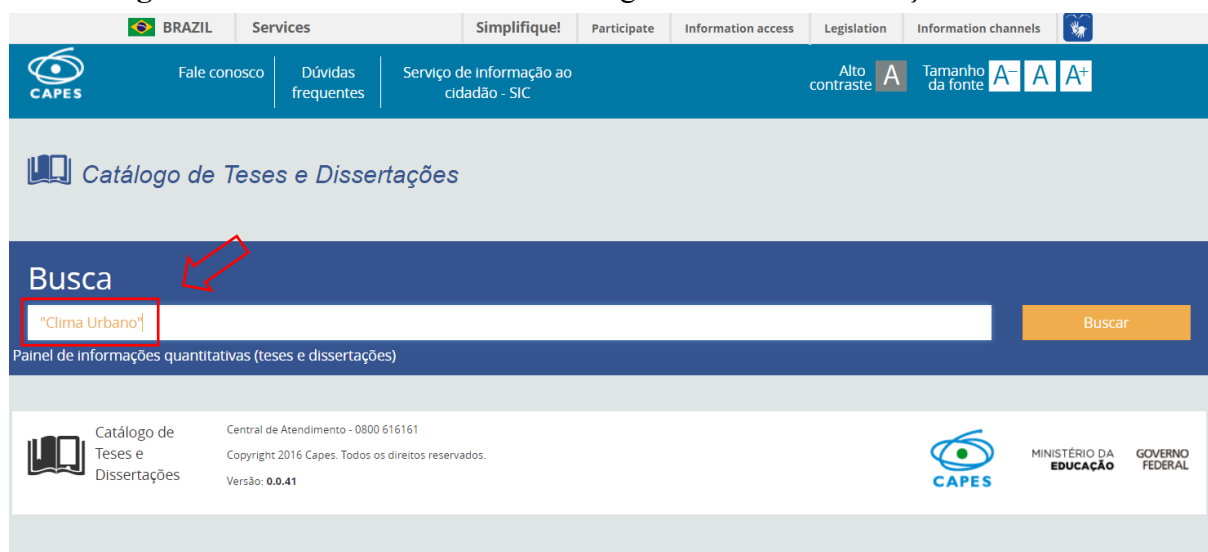 BRAZIL Services Simplifique! Participate Information access Legislation Information channels
CAPES
Fale conosco
Dúvidas
frequentes
Serviço de informação ao
cidadão - SIC
Alto
contraste A
Tamanho
da fonte A- A A+
Catálogo de Teses e Dissertações
Busca
"Clima Urbano"
Buscar
Painel de informações quantitativas (teses e dissertações)
Catálogo de
Teses e
Dissertações
Central de Atendimento - 0800 616161
Copyright 2016 Capes. Todos os direitos reservados.
Versão: 0.0.41
CAPES
MINISTÉRIO DA
EDUCAÇÃO
GOVERNO
FEDERAL